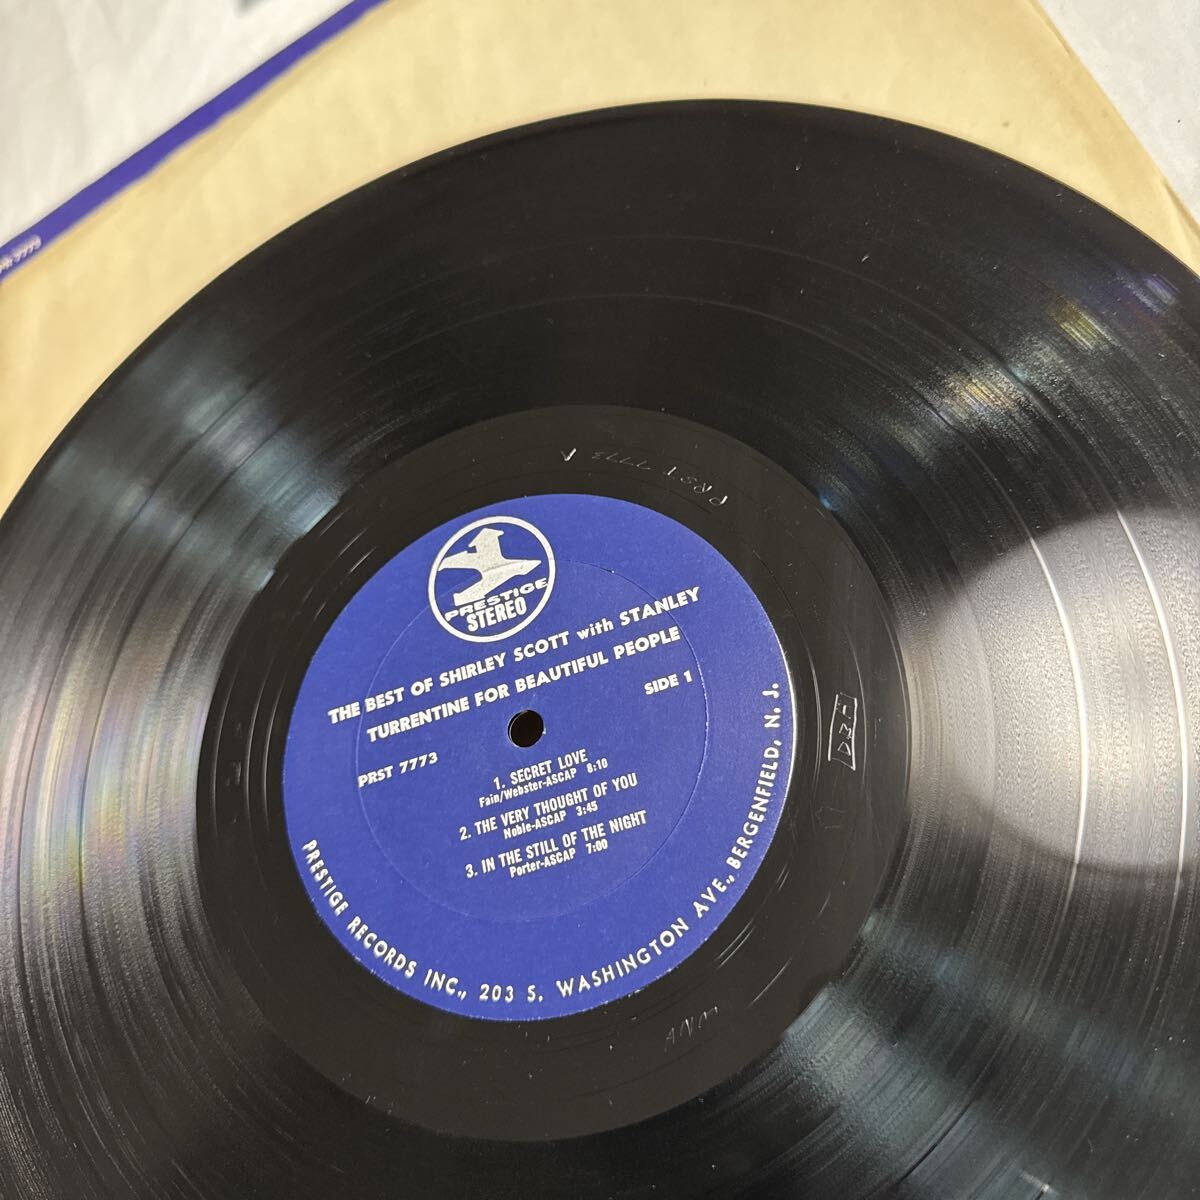 PRESTIGE
STEREO
THE BEST OF SHIRLEY SCOTT with STANLEY
TURRENTINE FOR BEAUTIFUL PEOPLE
PRST 7773
SIDE 1
1. SECRET LOVE
Fain/Webster-ASCAP 8:10
2. THE VERY THOUGHT OF YOU
Noble-ASCAP 3:45
3. IN THE STILL OF THE NIGHT
Porter-ASCAP 7:00
PRESTIGE RECORDS INC., 203 S. WASHINGTON AVE., BERGENFIELD, N. J.
PRST 7773 A
7773